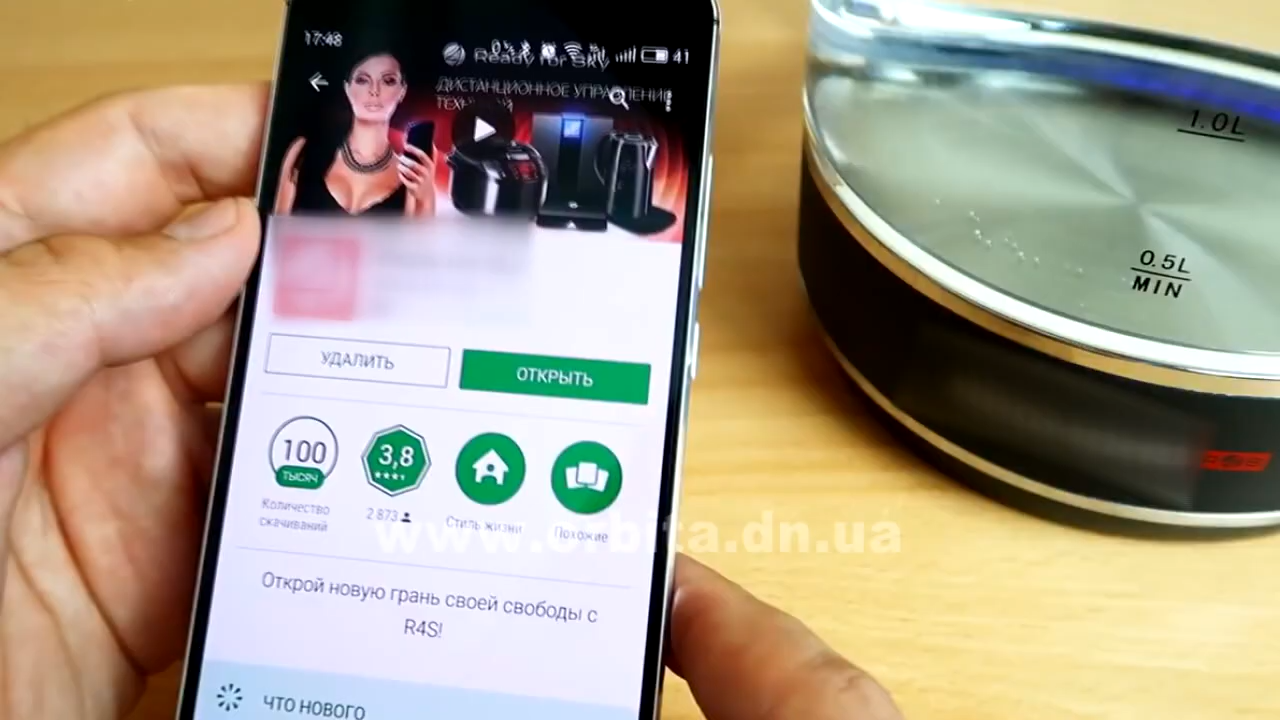 17:48
41
Ready for Sky
ДИСТАНЦИОННОЕ УПРАВЛЕНИЕ
1.0L
0.5L
MIN
УДАЛИТЬ
ОТКРЫТЬ
100
ТЫСЯЧ
Количество
скачиваний
3,8
2 873
Стиль жизни
Похожие
www.orbita.dn.ua
Открой новую грань своей свободы с
R4S!
ЧТО НОВОГО